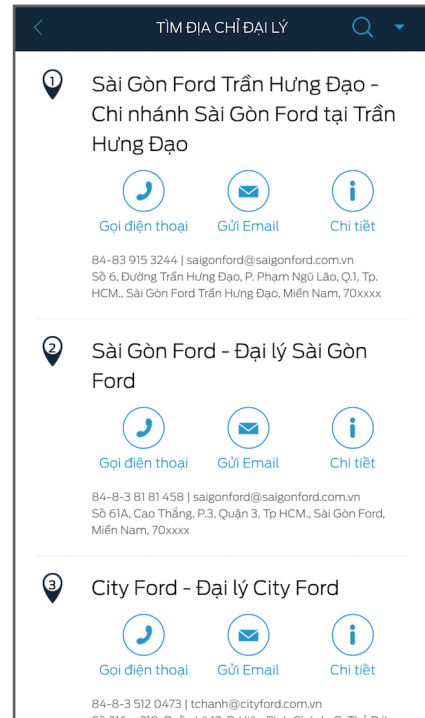 TÌM ĐỊA CHỈ ĐẠI LÝ
1
Sài Gòn Ford Trần Hưng Đạo -
Chi nhánh Sài Gòn Ford tại Trần
Hưng Đạo
Gọi điện thoại Gửi Email Chi tiết
84-83 915 3244 | saigonford@saigonford.com.vn
Số 6, Đường Trần Hưng Đạo, P. Phạm Ngũ Lão, Q.1, Tp.
HCM., Sài Gòn Ford Trần Hưng Đạo, Miền Nam, 70xxxx
2
Sài Gòn Ford - Đại lý Sài Gòn
Ford
Gọi điện thoại Gửi Email Chi tiết
84-8-3 81 81 458 | saigonford@saigonford.com.vn
Số 61A, Cao Thắng, P.3, Quận 3, Tp HCM., Sài Gòn Ford,
Miền Nam, 70xxxx
3
City Ford - Đại lý City Ford
Gọi điện thoại Gửi Email Chi tiết
84-8-3 512 0473 | tchanh@cityford.com.vn